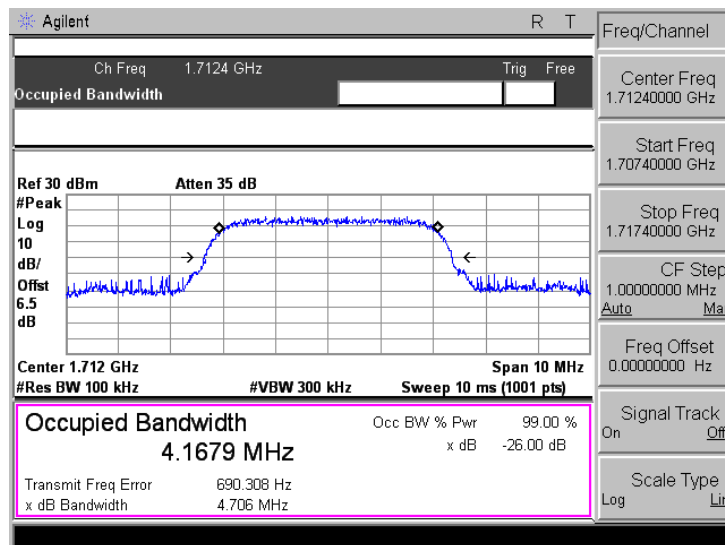 Agilent R T
Freq/Channel
Ch Freq 1.7124 GHz Trig Free
Occupied Bandwidth
Center Freq
1.71240000 GHz
Start Freq
1.70740000 GHz
Stop Freq
1.71740000 GHz
CF Step
1.00000000 MHz
Auto Ma
Freq Offset
0.00000000 Hz
Signal Track
On Off
Scale Type
Log Lin
Ref 30 dBm Atten 35 dB
#Peak
Log
10
dB/
Offst
6.5
dB
Center 1.712 GHz Span 10 MHz
#Res BW 100 kHz #VBW 300 kHz Sweep 10 ms (1001 pts)
Occupied Bandwidth Occ BW % Pwr 99.00 %
4.1679 MHz x dB -26.00 dB
Transmit Freq Error 690.308 Hz
x dB Bandwidth 4.706 MHz